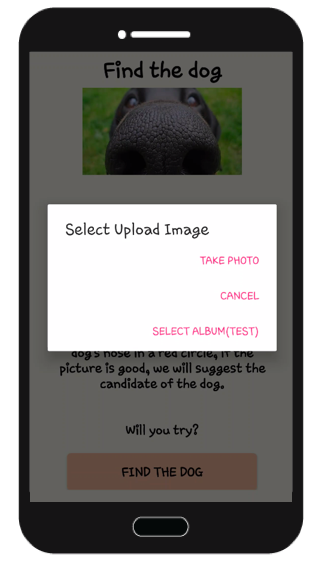 Find the dog
Select Upload Image
TAKE PHOTO
CANCEL
SELECT ALBUM(TEST)
dog's nose in a red circle, if the
picture is good, we will suggest the
candidate of the dog.
Will you try?
FIND THE DOG